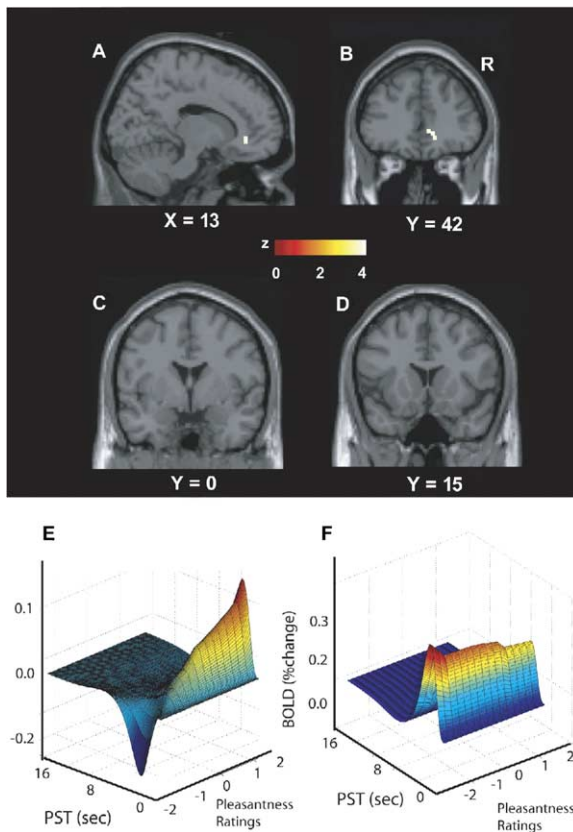 A
B
R
X = 13
Y = 42
z
0 2 4
C
D
Y = 0
Y = 15
E
0.1
0.0
-0.2
16
8
0
PST (sec)
-2
-1
0
1
2
Pleasantness
Ratings
F
BOLD (%change)
0.3
0.2
0.0
16
8
0
PST (sec)
-2
-1
0
1
2
Pleasantness
Ratings